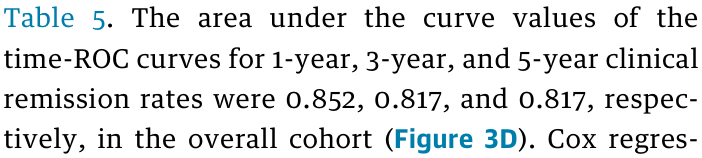 Table 5. The area under the curve values of the
time-ROC curves for 1-year, 3-year, and 5-year clinical
remission rates were 0.852, 0.817, and 0.817, respec-
tively, in the overall cohort (Figure 3D). Cox regres-